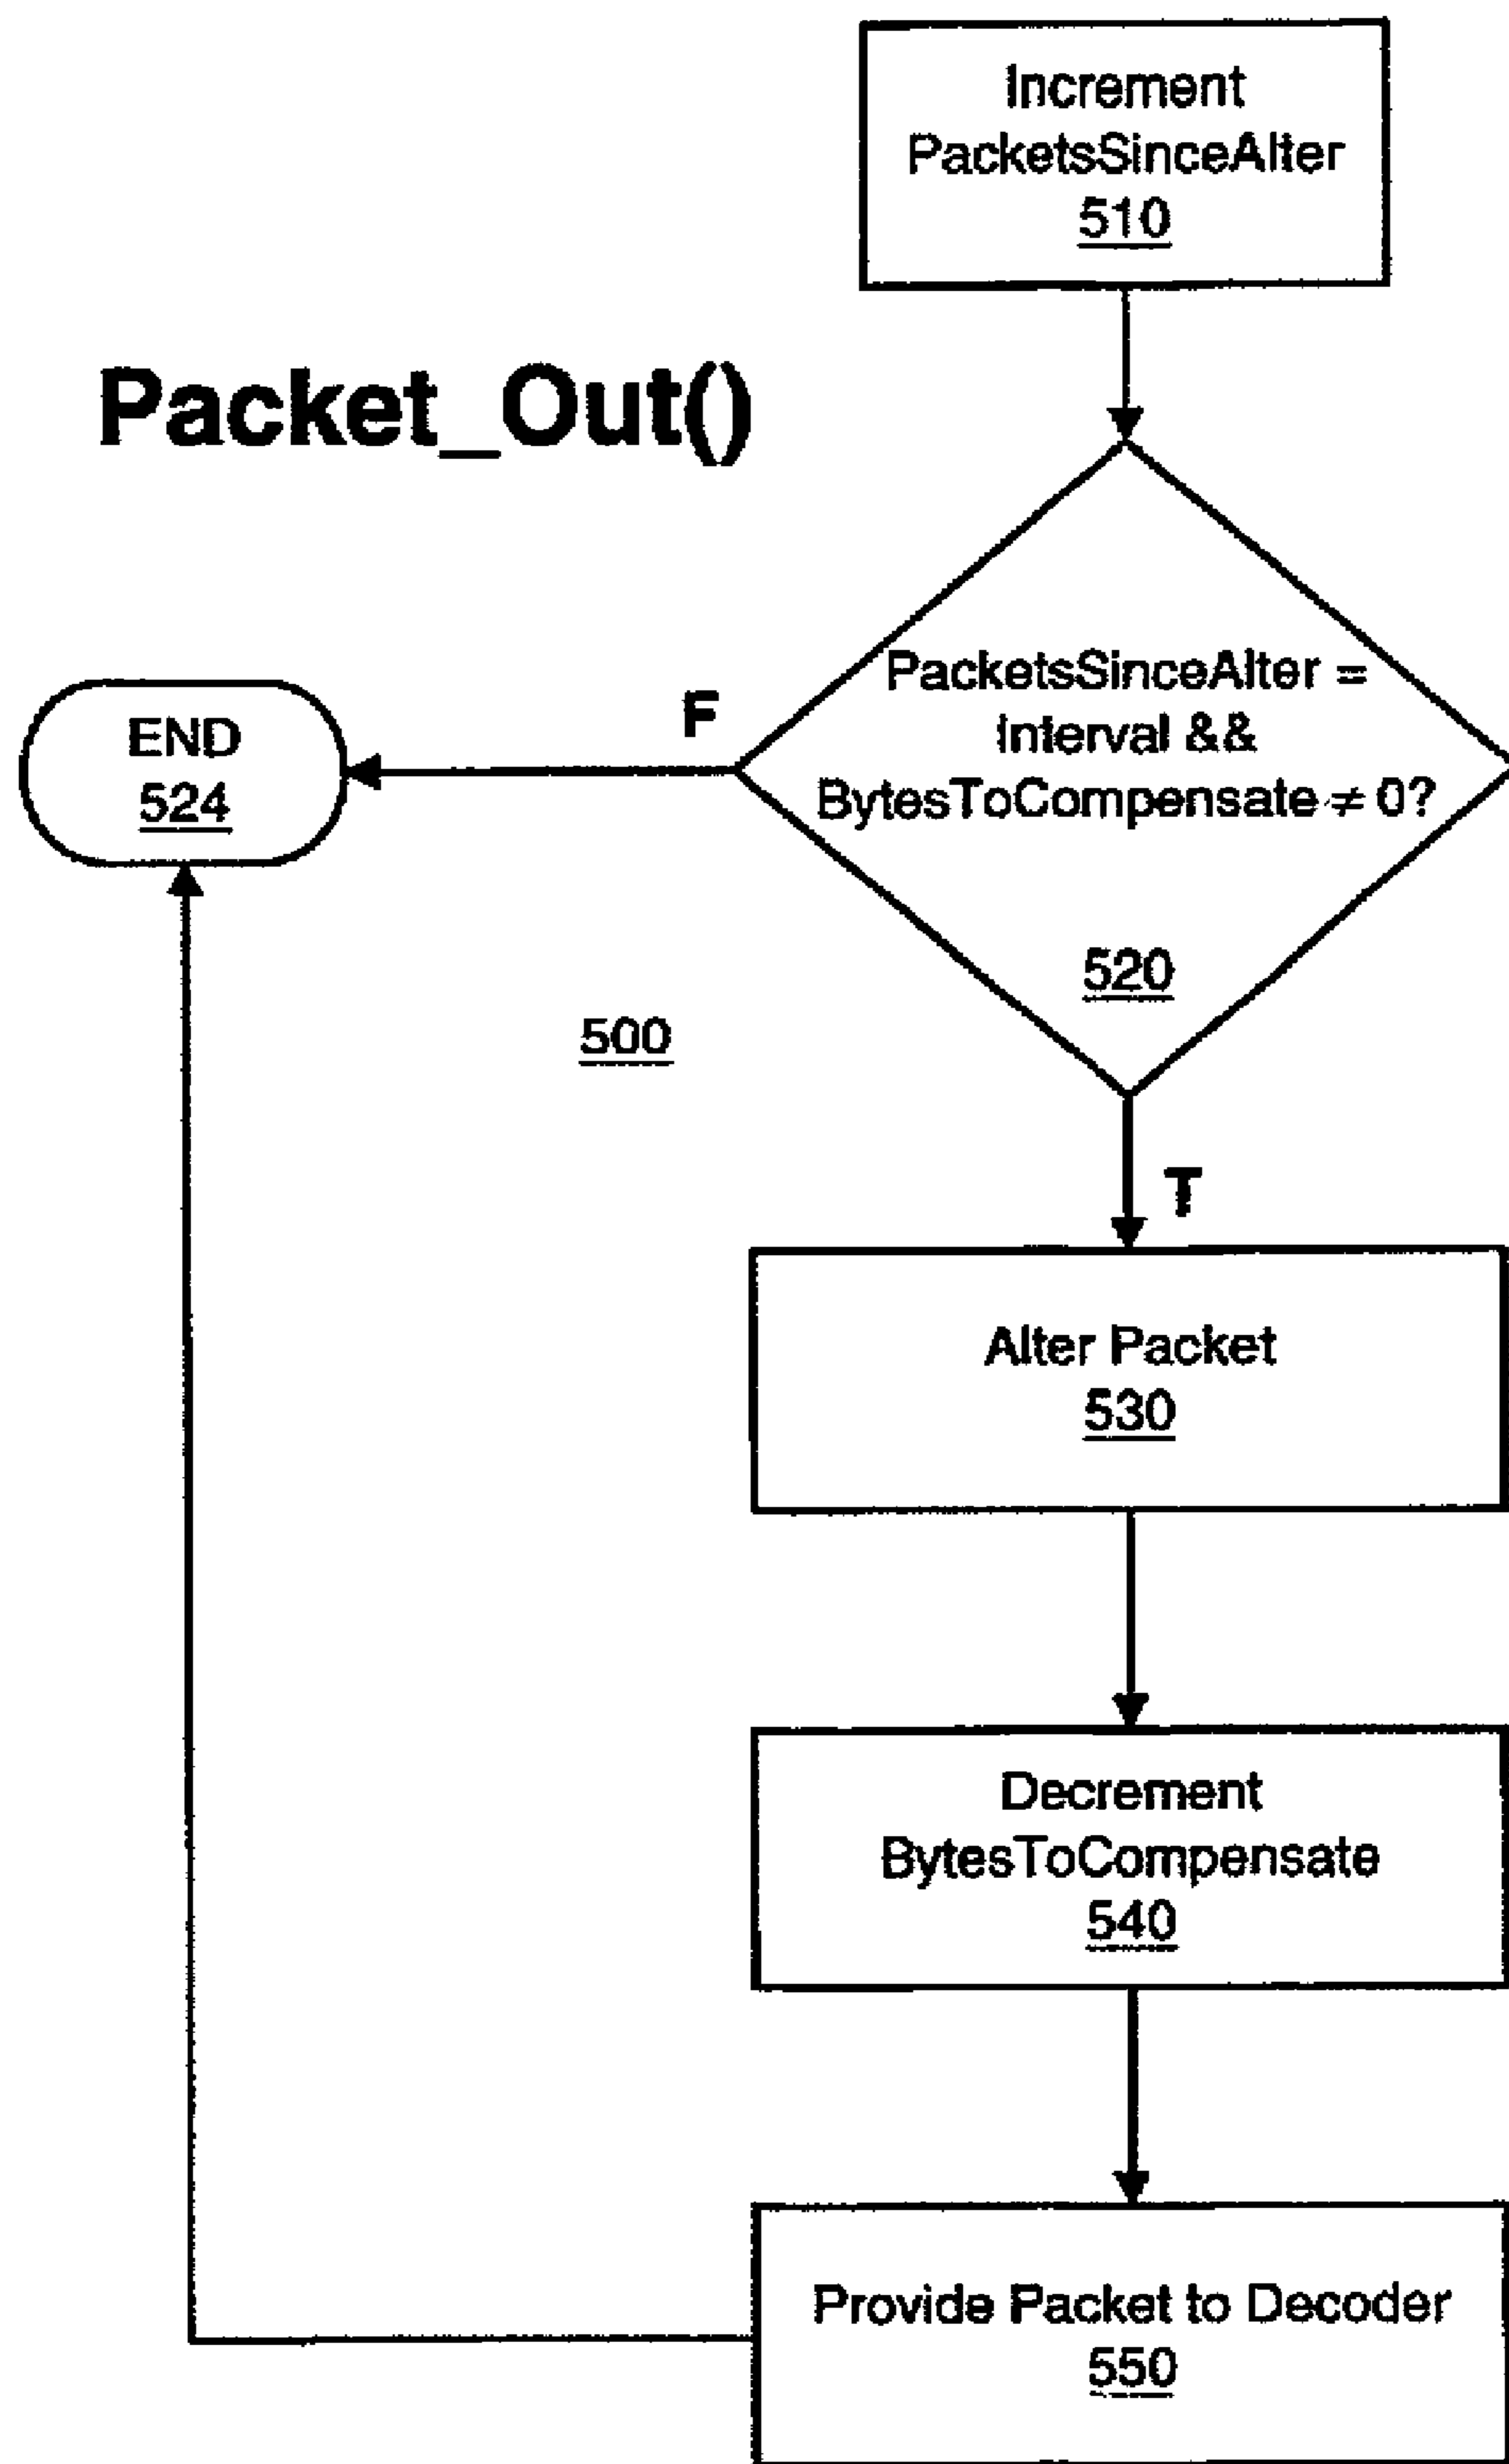 Increment
PacketsSinceAlter
510
Packet_Out()
PacketsSinceAlter =
Interval &&
BytesToCompensate ≠ 0?
520
F
END
524
500
T
Alter Packet
530
Decrement
BytesToCompensate
540
Provide Packet to Decoder
550